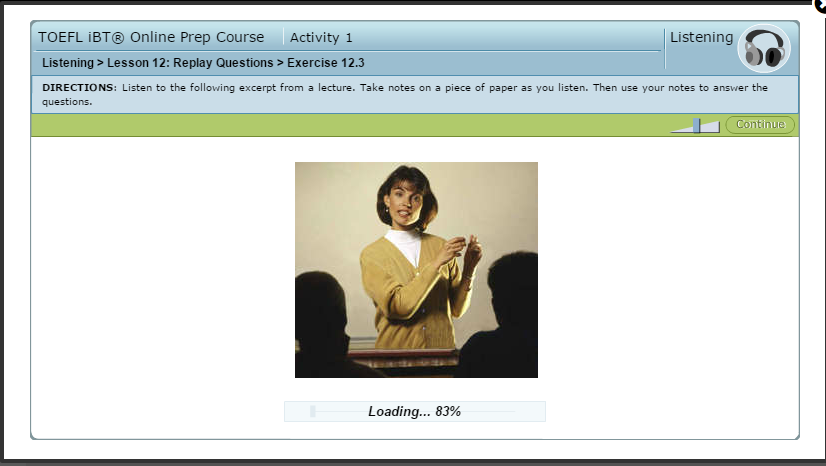 TOEFL iBT® Online Prep Course Activity 1 Listening
Listening > Lesson 12: Replay Questions > Exercise 12.3
DIRECTIONS: Listen to the following excerpt from a lecture. Take notes on a piece of paper as you listen. Then use your notes to answer the
questions.
Continue
Loading... 83%